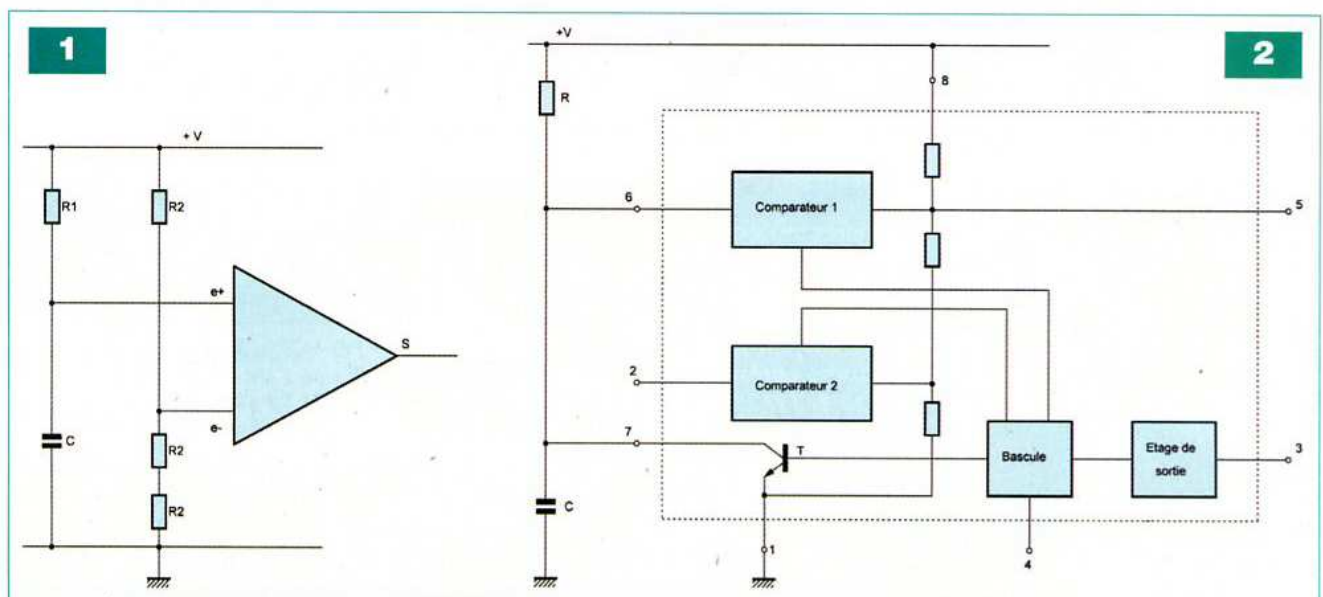 1
+ V
R1
R2
e+
S
e-
C
R2
R2
2
+V
R
8
6
Comparateur 1
5
2
Comparateur 2
7
T
Bascule
Etage de
sortie
3
C
1
4